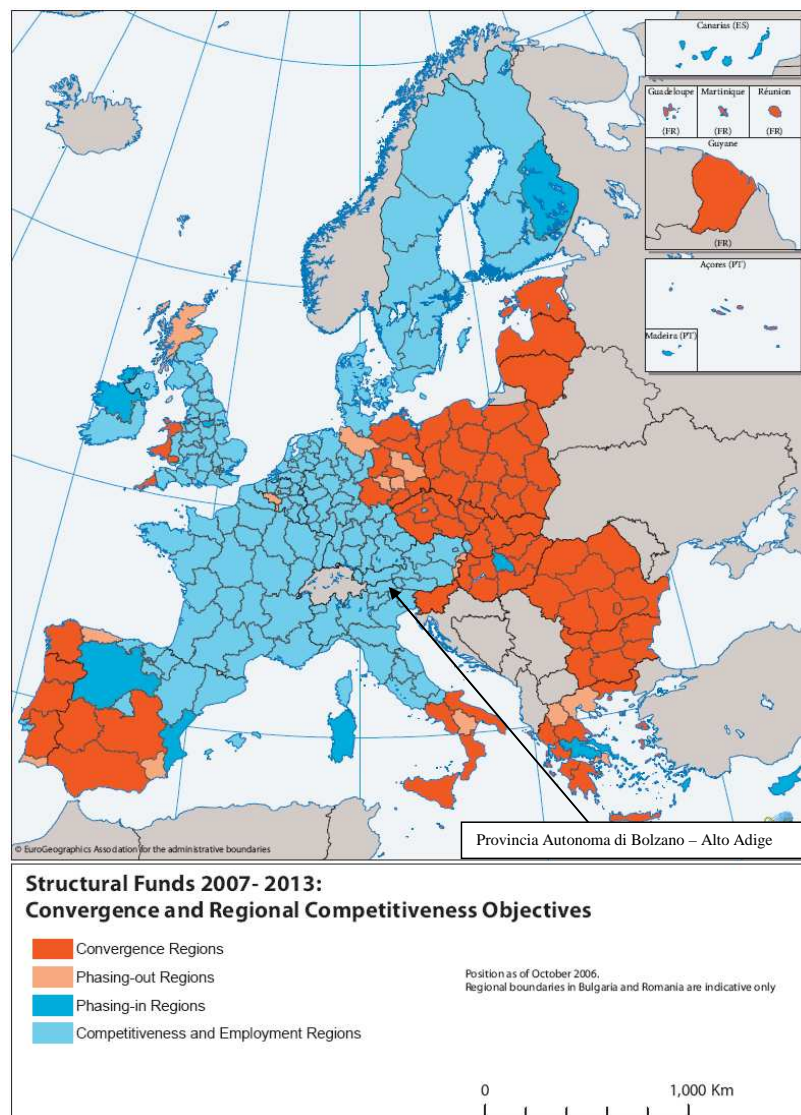 Canarias (ES)
Guadeloupe
Martinique
Réunion
(FR)
(FR)
(FR)
Guyane
(FR)
Açores (PT)
Madeira (PT)
Provincia Autonoma di Bolzano – Alto Adige
© EuroGeographics Association for the administrative boundaries
Structural Funds 2007- 2013:
Convergence and Regional Competitiveness Objectives
Convergence Regions
Phasing-out Regions
Phasing-in Regions
Competitiveness and Employment Regions
Position as of October 2006.
Regional boundaries in Bulgaria and Romania are indicative only
0
1,000 Km